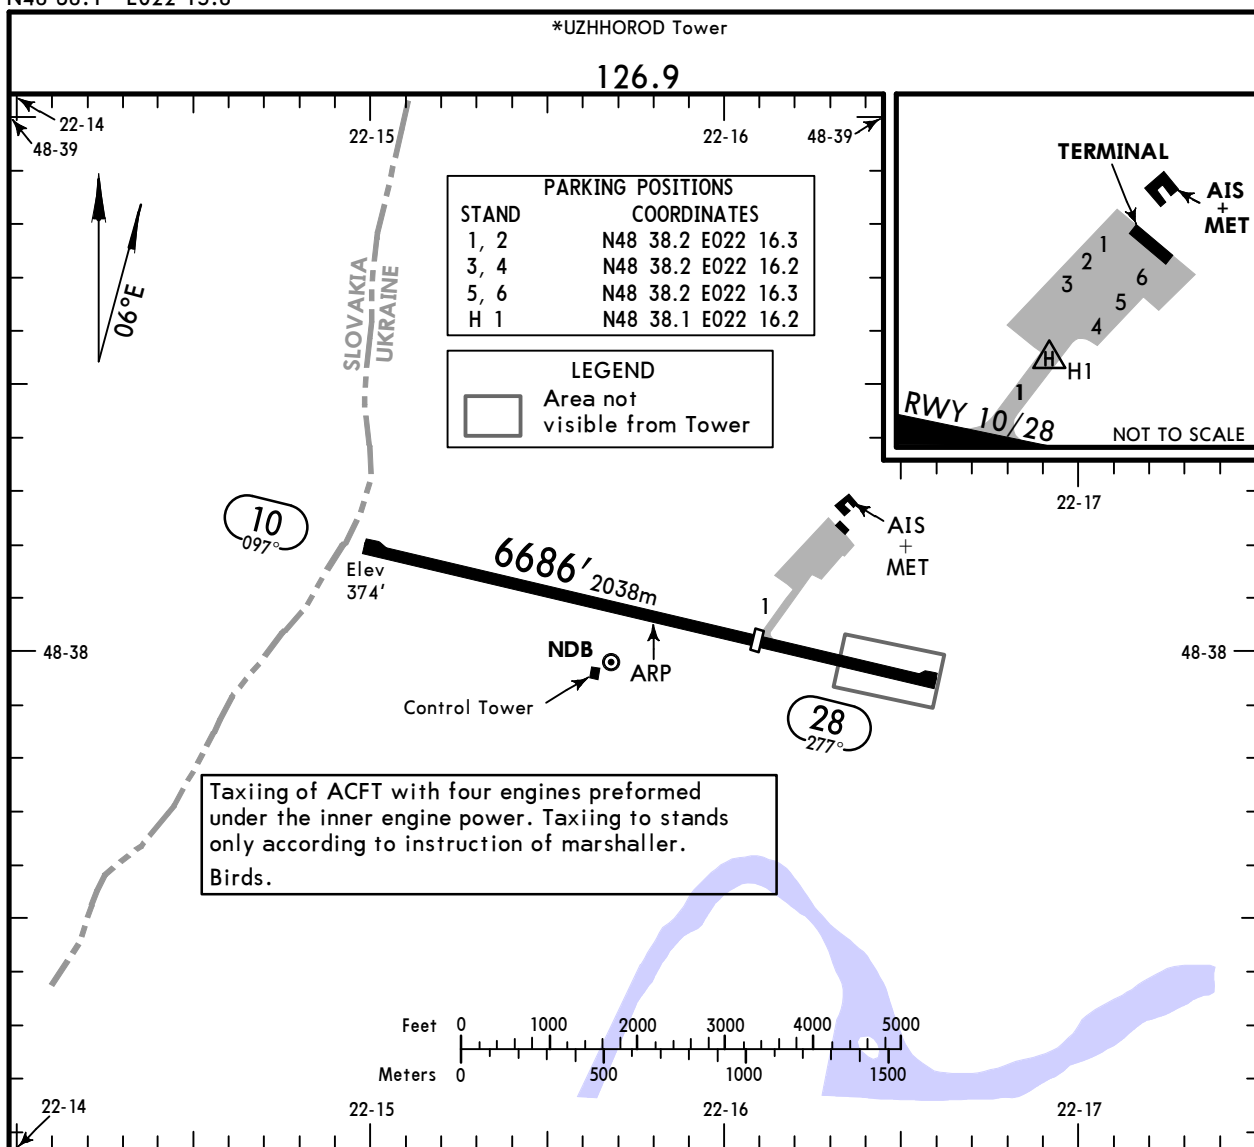 *UZHHOROD Tower
126.9
22-14
48-39
22-15
22-16
48-39
06°E
SLOVAKIA
UKRAINE
PARKING POSITIONS
STAND COORDINATES
1, 2 N48 38.2 E022 16.3
3, 4 N48 38.2 E022 16.2
5, 6 N48 38.2 E022 16.3
H 1 N48 38.1 E022 16.2
LEGEND
Area not
visible from Tower
TERMINAL
AIS
+
MET
1
2
3
6
5
4
H
H1
1
RWY 10/28
NOT TO SCALE
22-17
10
097°
Elev
374'
6686' 2038m
1
AIS
+
MET
48-38
48-38
NDB
ARP
Control Tower
28
277°
Taxiing of ACFT with four engines preformed
under the inner engine power. Taxiing to stands
only according to instruction of marshaller.
Birds.
Feet 0 1000 2000 3000 4000 5000
Meters 0 500 1000 1500
22-14
22-15
22-16
22-17